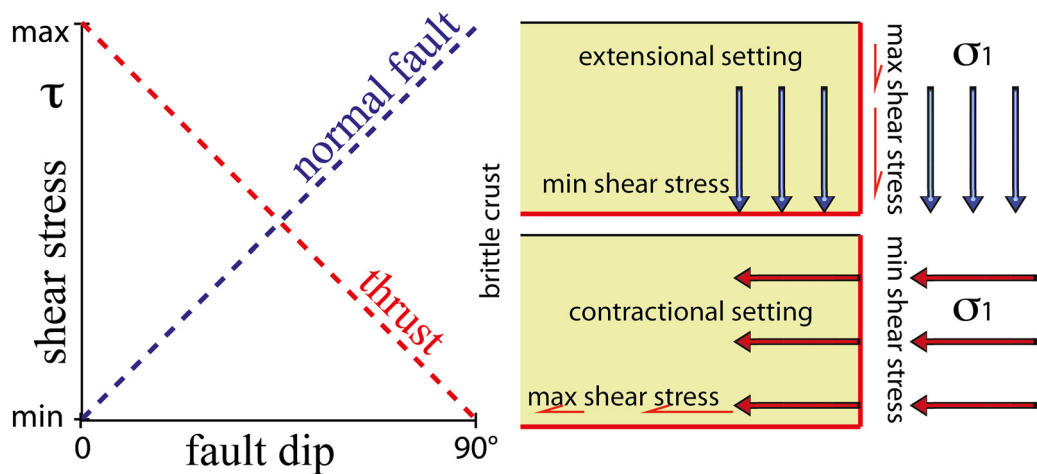 max
τ
shear stress
min
0
fault dip
90°
normal fault
thrust
brittle crust
extensional setting
min shear stress
max shear stress
σ1
contractional setting
max shear stress
min shear stress
σ1